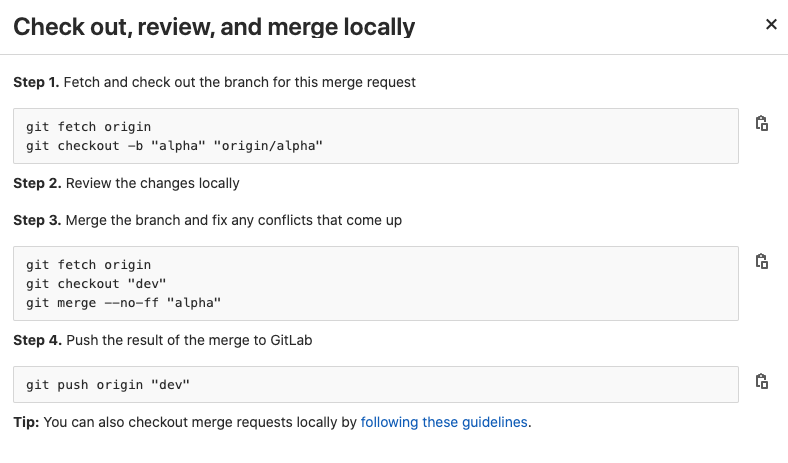 Check out, review, and merge locally
Step 1. Fetch and check out the branch for this merge request
git fetch origin
git checkout -b "alpha" "origin/alpha"
Step 2. Review the changes locally
Step 3. Merge the branch and fix any conflicts that come up
git fetch origin
git checkout "dev"
git merge --no-ff "alpha"
Step 4. Push the result of the merge to GitLab
git push origin "dev"
Tip: You can also checkout merge requests locally by following these guidelines.